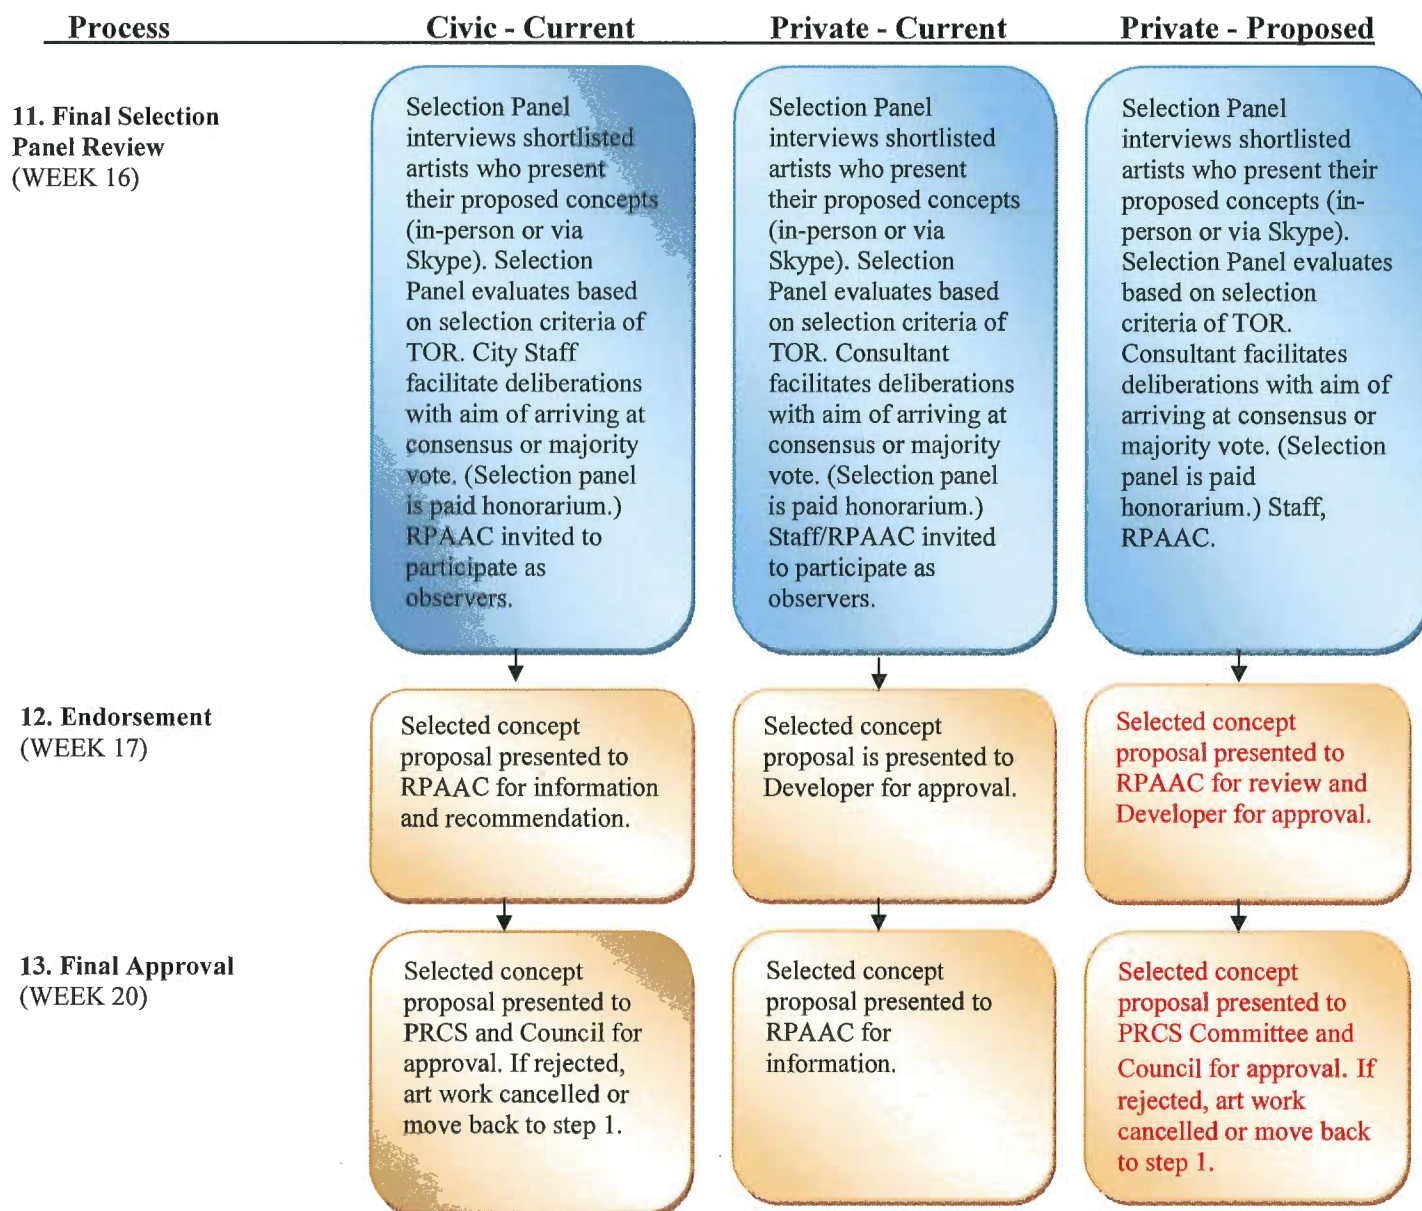 Process Civic - Current Private - Current Private - Proposed
11. Final Selection
Panel Review
(WEEK 16)
Selection Panel
interviews shortlisted
artists who present
their proposed concepts
(in-person or via
Skype). Selection
Panel evaluates based
on selection criteria of
TOR. City Staff
facilitate deliberations
with aim of arriving at
consensus or majority
vote. (Selection panel
is paid honorarium.)
RPAAC invited to
participate as
observers.
Selection Panel
interviews shortlisted
artists who present
their proposed concepts
(in-person or via
Skype). Selection
Panel evaluates based
on selection criteria of
TOR. Consultant
facilitates deliberations
with aim of arriving at
consensus or majority
vote. (Selection panel
is paid honorarium.)
Staff/RPAAC invited
to participate as
observers.
Selection Panel
interviews shortlisted
artists who present their
proposed concepts (in-
person or via Skype).
Selection Panel evaluates
based on selection
criteria of TOR.
Consultant facilitates
deliberations with aim of
arriving at consensus or
majority vote. (Selection
panel is paid
honorarium.) Staff,
RPAAC.
12. Endorsement
(WEEK 17)
Selected concept
proposal presented to
RPAAC for information
and recommendation.
Selected concept
proposal is presented to
Developer for approval.
Selected concept
proposal presented to
RPAAC for review and
Developer for approval.
13. Final Approval
(WEEK 20)
Selected concept
proposal presented to
PRCS and Council for
approval. If rejected,
art work cancelled or
move back to step 1.
Selected concept
proposal presented to
RPAAC for
information.
Selected concept
proposal presented to
PRCS Committee and
Council for approval. If
rejected, art work
cancelled or move back
to step 1.